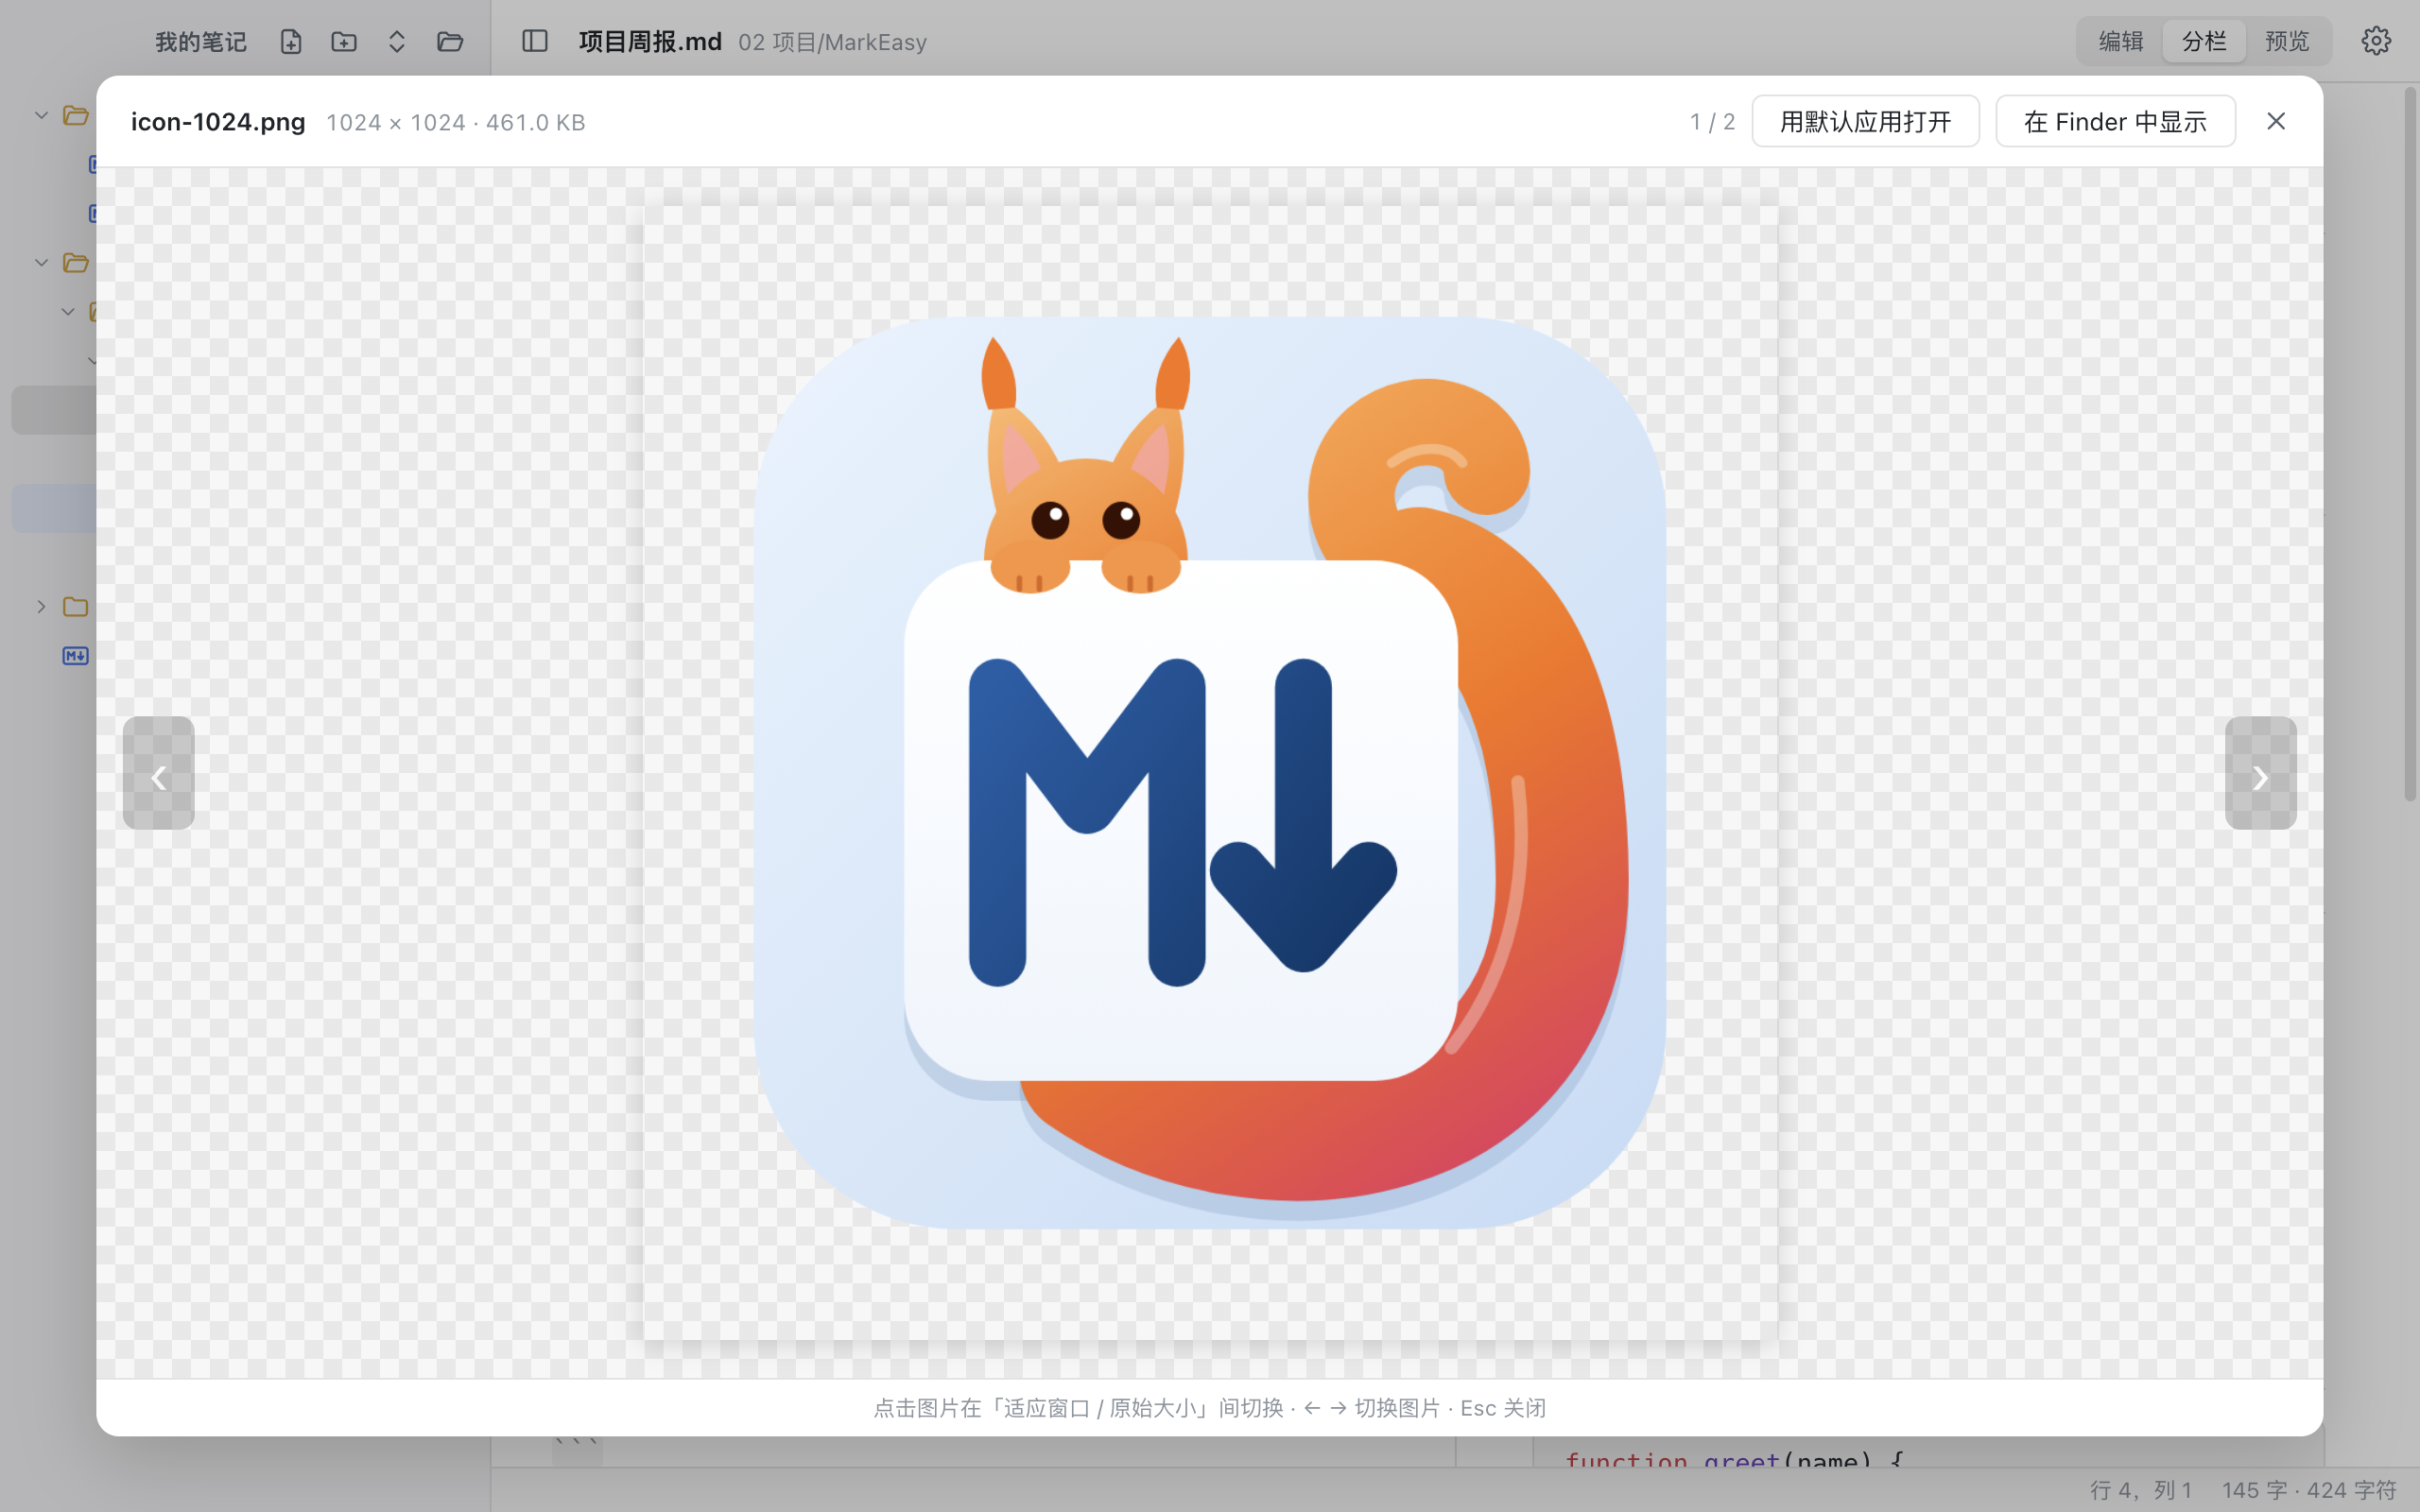 我的笔记
项目周报.md 02 项目/MarkEasy
编辑 分栏 预览
icon-1024.png 1024 × 1024 · 461.0 KB
1 / 2 用默认应用打开 在 Finder 中显示
M
点击图片在「适应窗口 / 原始大小」间切换 · ← → 切换图片 · Esc 关闭
```
function greet(name) {
行 4，列 1 145 字 · 424 字符